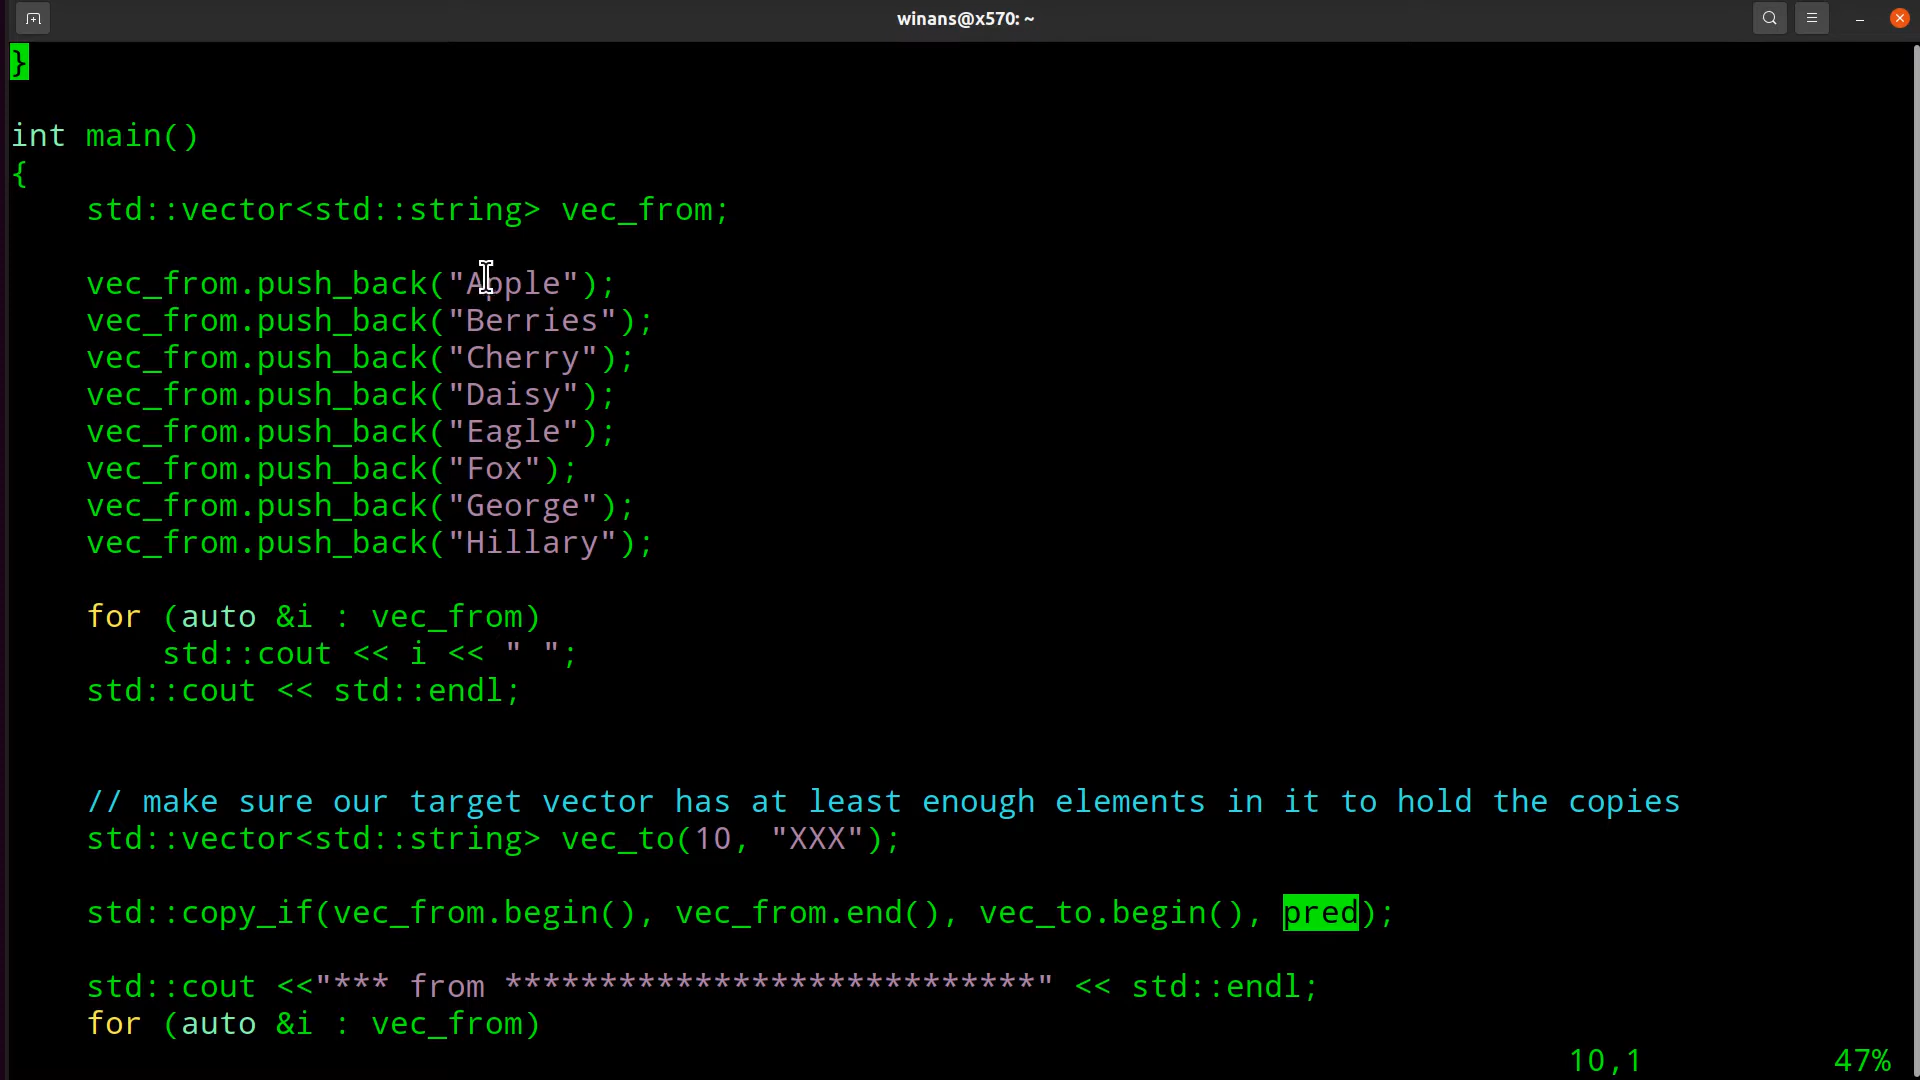 winans@x570: ~
}
int main()
{
    std::vector<std::string> vec_from;
    vec_from.push_back("Apple");
    vec_from.push_back("Berries");
    vec_from.push_back("Cherry");
    vec_from.push_back("Daisy");
    vec_from.push_back("Eagle");
    vec_from.push_back("Fox");
    vec_from.push_back("George");
    vec_from.push_back("Hillary");
    for (auto &i : vec_from)
        std::cout << i << " ";
    std::cout << std::endl;
    // make sure our target vector has at least enough elements in it to hold the copies
    std::vector<std::string> vec_to(10, "XXX");
    std::copy_if(vec_from.begin(), vec_from.end(), vec_to.begin(), pred);
    std::cout <<"*** from ****************************" << std::endl;
    for (auto &i : vec_from)
10,1 47%